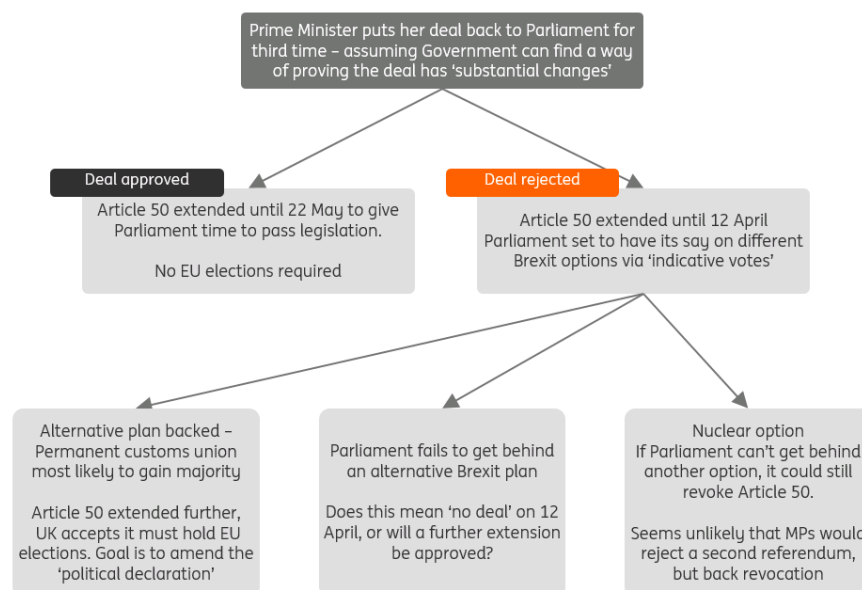 Prime Minister puts her deal back to Parliament for
third time – assuming Government can find a way
of proving the deal has ‘substantial changes’
Deal approved
Article 50 extended until 22 May to give
Parliament time to pass legislation.
No EU elections required
Deal rejected
Article 50 extended until 12 April
Parliament set to have its say on different
Brexit options via ‘indicative votes’
Alternative plan backed –
Permanent customs union
most likely to gain majority
Article 50 extended further,
UK accepts it must hold EU
elections. Goal is to amend the
‘political declaration’
Parliament fails to get behind
an alternative Brexit plan
Does this mean ‘no deal’ on 12
April, or will a further extension
be approved?
Nuclear option
If Parliament can’t get behind
another option, it could still
revoke Article 50.
Seems unlikely that MPs would
reject a second referendum,
but back revocation